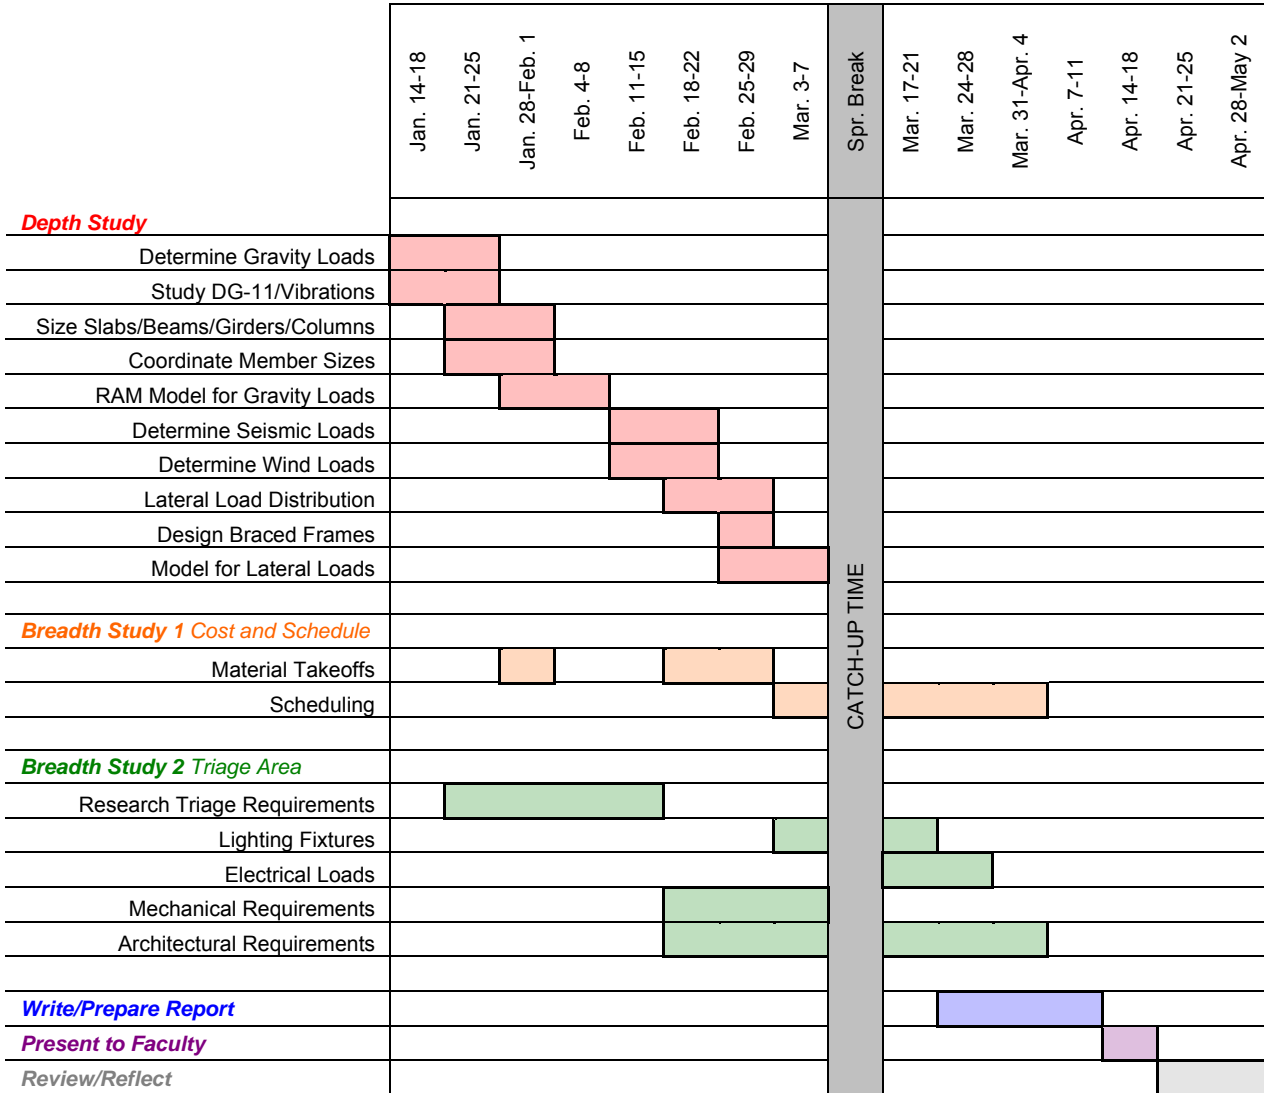 Jan. 14-18
Jan. 21-25
Jan. 28-Feb. 1
Feb. 4-8
Feb. 11-15
Feb. 18-22
Feb. 25-29
Mar. 3-7
Spr. Break
Mar. 17-21
Mar. 24-28
Mar. 31-Apr. 4
Apr. 7-11
Apr. 14-18
Apr. 21-25
Apr. 28-May 2
Depth Study
Determine Gravity Loads
Study DG-11/Vibrations
Size Slabs/Beams/Girders/Columns
Coordinate Member Sizes
RAM Model for Gravity Loads
Determine Seismic Loads
Determine Wind Loads
Lateral Load Distribution
Design Braced Frames
Model for Lateral Loads
CATCH-UP TIME
Breadth Study 1 Cost and Schedule
Material Takeoffs
Scheduling
Breadth Study 2 Triage Area
Research Triage Requirements
Lighting Fixtures
Electrical Loads
Mechanical Requirements
Architectural Requirements
Write/Prepare Report
Present to Faculty
Review/Reflect